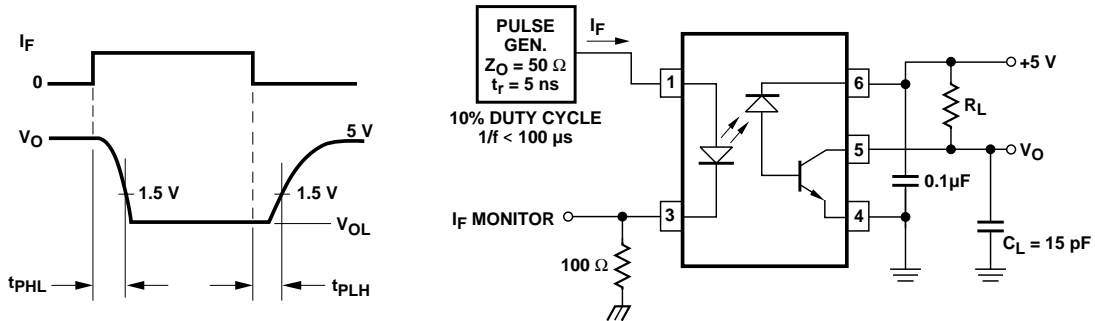 I_F
0
V_O
5 V
1.5 V
1.5 V
V_OL
t_PHL
t_PLH
PULSE
GEN.
Z_O = 50 Ω
t_r = 5 ns
I_F
10% DUTY CYCLE
1/f < 100 µs
1
3
6
5
4
+5 V
R_L
V_O
0.1µF
C_L = 15 pF
I_F MONITOR
100 Ω